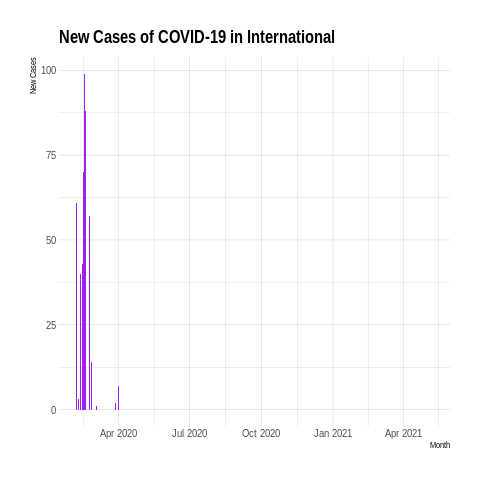 New Cases of COVID-19 in International
New Cases
100
75
50
25
0
Apr 2020 Jul 2020 Oct 2020 Jan 2021 Apr 2021
Month